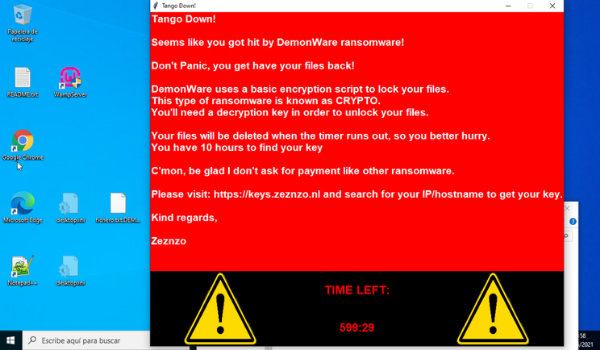 Tango Down!
Tango Down!
Seems like you got hit by DemonWare ransomware!
Don't Panic, you get have your files back!
DemonWare uses a basic encryption script to lock your files.
This type of ransomware is known as CRYPTO.
You'll need a decryption key in order to unlock your files.
Your files will be deleted when the timer runs out, so you better hurry.
You have 10 hours to find your key
C'mon, be glad I don't ask for payment like other ransomware.
Please visit: https://keys.zeznzo.nl and search for your IP/hostname to get your key.
Kind regards,
Zeznzo
TIME LEFT:
599:29
Papelera de
reciclaje
README.txt
WampServer
Google Chrome
Microsoft Edge
desktop.ini
fichero.txt.DEM...
Notepad++
desktop.ini
Escribe aquí para buscar